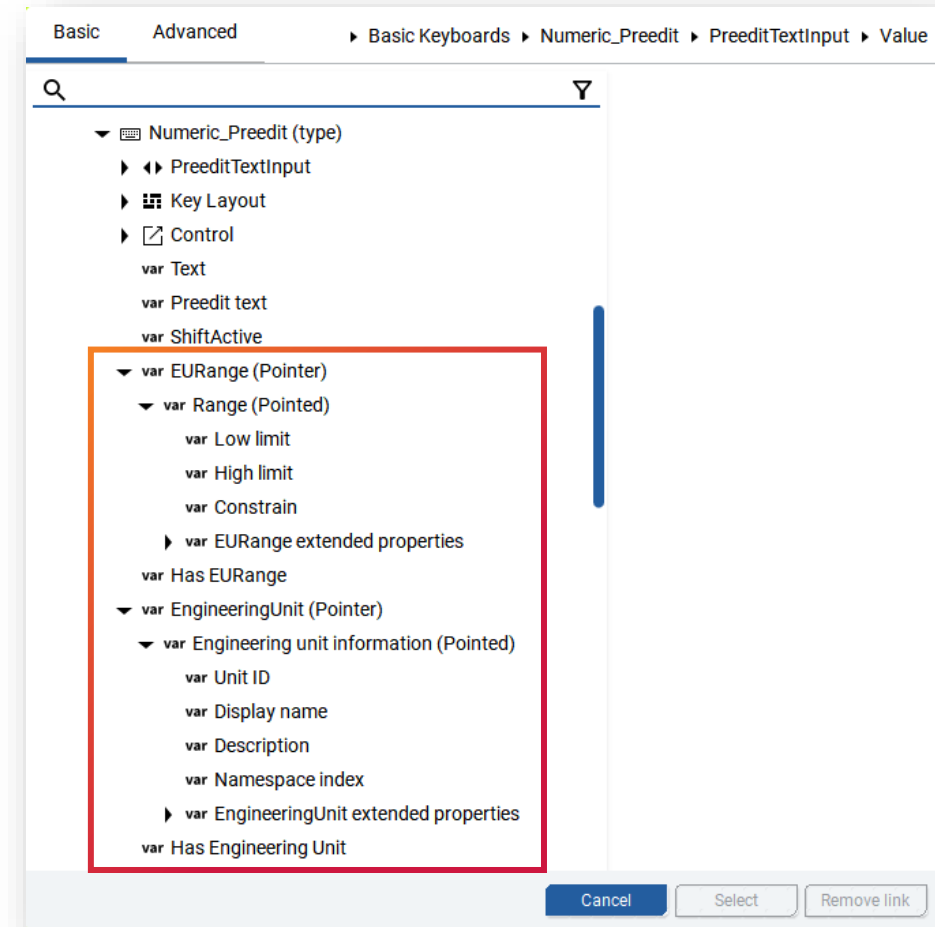 Basic Advanced Basic Keyboards Numeric_Preedit PreeditTextInput Value
Numeric_Preedit (type)
PreeditTextInput
Key Layout
Control
var Text
var Preedit text
var ShiftActive
var EURange (Pointer)
var Range (Pointed)
var Low limit
var High limit
var Constrain
var EURange extended properties
var Has EURange
var EngineeringUnit (Pointer)
var Engineering unit information (Pointed)
var Unit ID
var Display name
var Description
var Namespace index
var EngineeringUnit extended properties
var Has Engineering Unit
Cancel Select Remove link